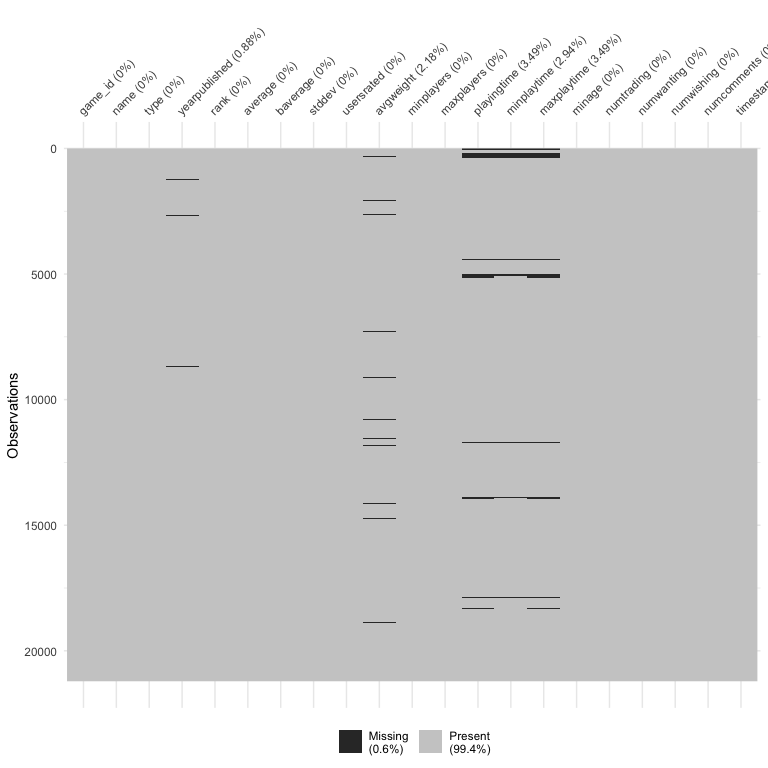 game_id (0%)
name (0%)
type (0%)
yearpublished (0.88%)
rank (0%)
average (0%)
baverage (0%)
stddev (0%)
usersrated (0%)
avgweight (2.18%)
minplayers (0%)
maxplayers (0%)
playingtime (3.49%)
minplaytime (2.94%)
maxplaytime (3.49%)
minage (0%)
numtrading (0%)
numwanting (0%)
numwishing (0%)
numcomments (0
timestam
0
5000
10000
15000
20000
Observations
Missing
(0.6%)
Present
(99.4%)